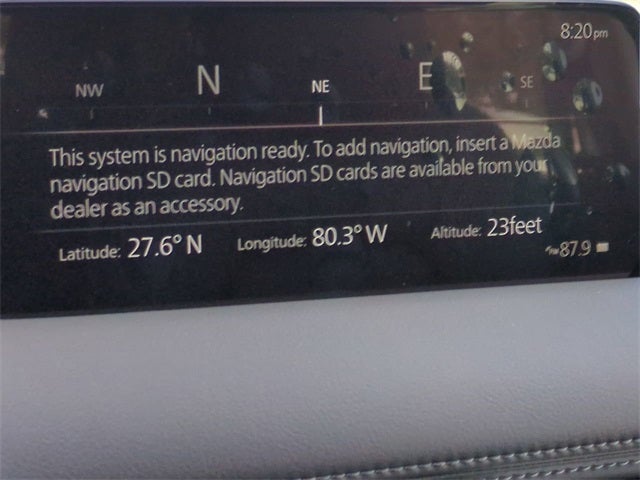 8:20pm
NW N NE E SE
This system is navigation ready. To add navigation, insert a Mazda
navigation SD card. Navigation SD cards are available from your
dealer as an accessory.
Latitude: 27.6° N Longitude: 80.3° W Altitude: 23feet
FM 87.9